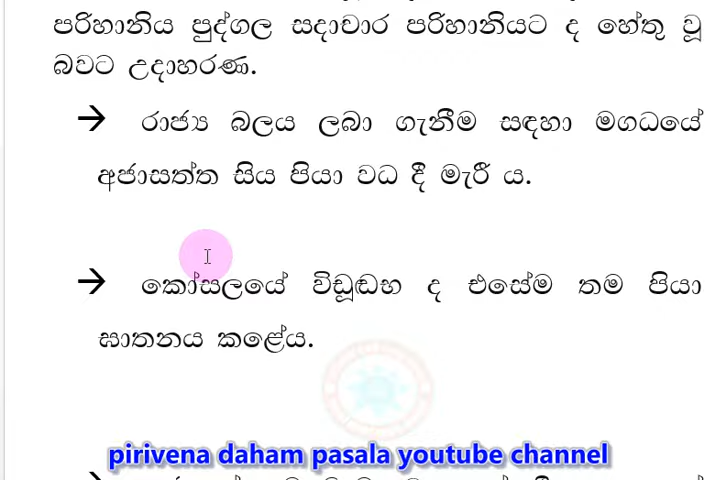 පරිහානිය පුද්ගල සදාචාර පරිහානියට ද හේතු වූ
බවට උදාහරණ.
→ රාජ්‍ය බලය ලබා ගැනීම සඳහා මගධයේ
අජාසත්ත සිය පියා වධ දී මැරී ය.
→ කෝසලයේ විඩූඪභ ද එසේම තම පියා
ඝාතනය කළේය.
pirivena daham pasala youtube channel